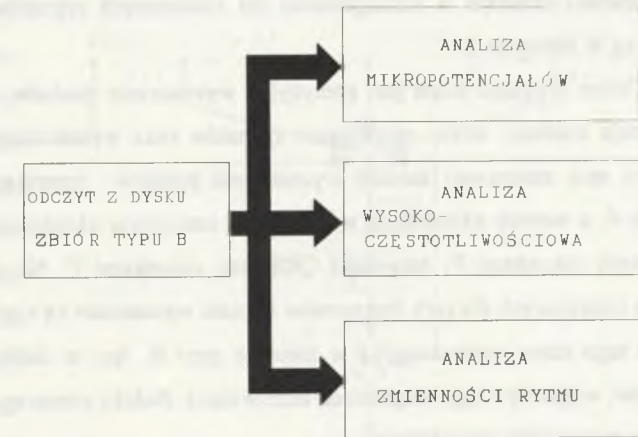 ANALIZA
MIKROPOTENCJAŁÓW
ODCZYT Z DYSKU
ZBIÓR TYPU B
ANALIZA
WYSOKO-
CZĘSTOTLIWOŚCIOWA
ANALIZA
ZMIENNOŚCI RYTMU